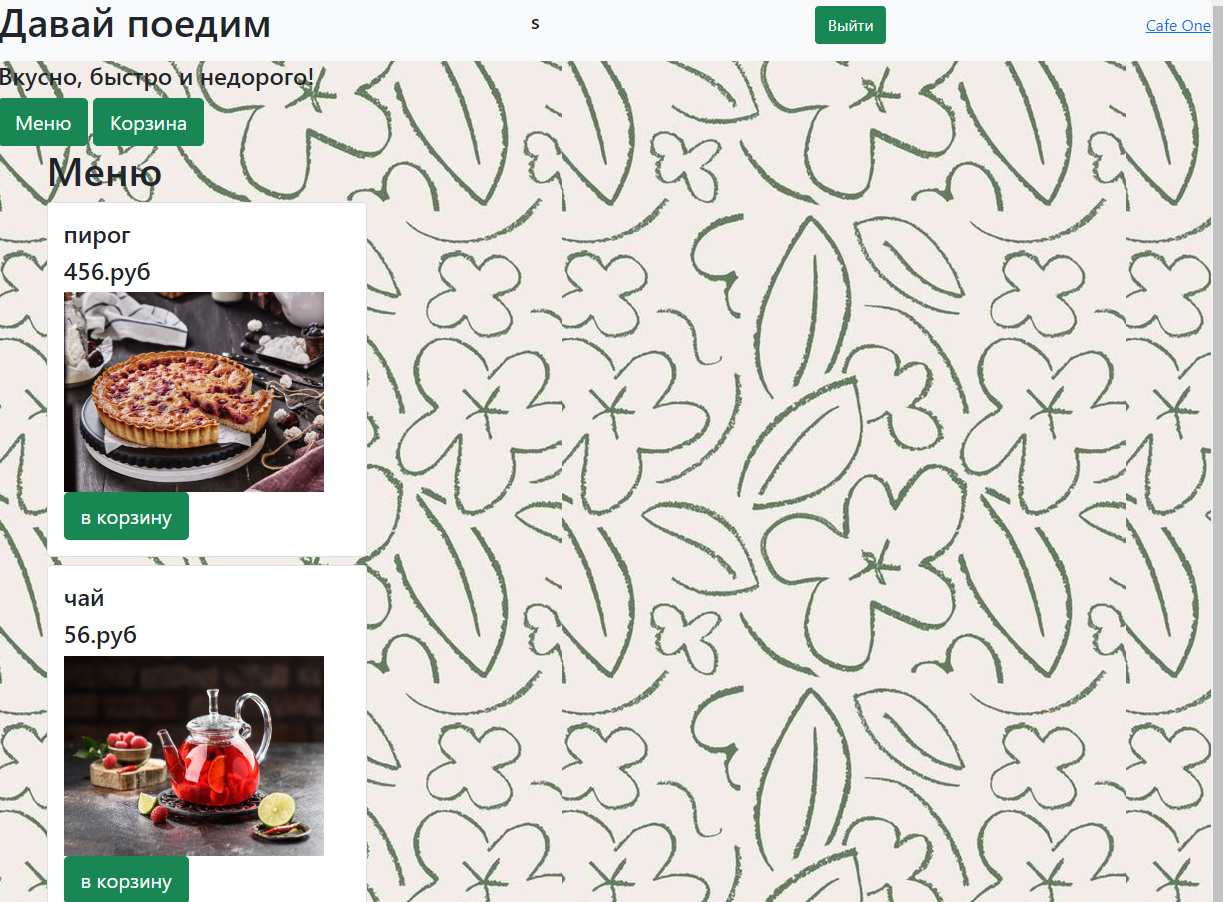 Давай поедим
s
Выйти
Cafe One
Вкусно, быстро и недорого!
Меню
Корзина
Меню
пирог
456.руб
в корзину
чай
56.руб
в корзину